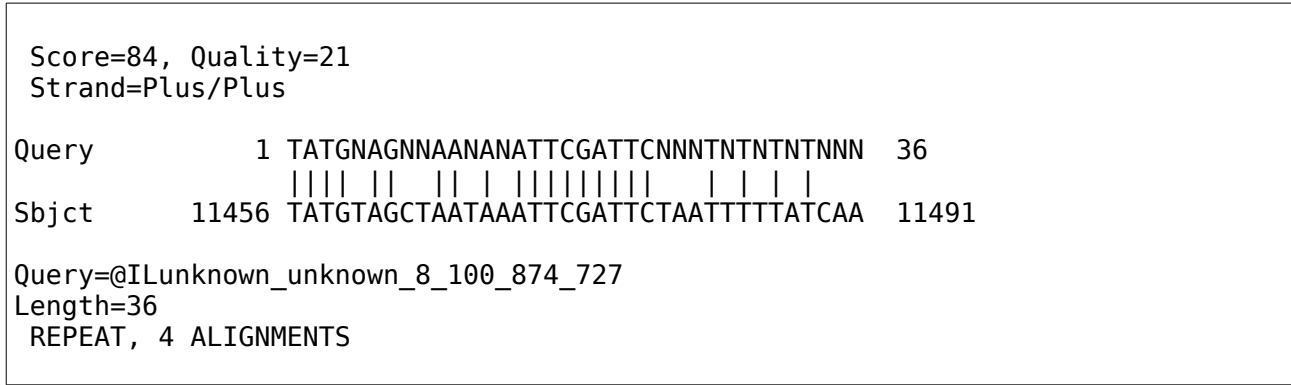 Score=84, Quality=21
Strand=Plus/Plus
Query 1 TATGNAGNNAANANATTCGATTCNNNTNTNTNTNNN 36
|||| || || | ||||||||| | | | |
Sbjct 11456 TATGTAGCTAATAAATTCGATTCTAATTTTTATCAA 11491
Query=@ILunknown_unknown_8_100_874_727
Length=36
REPEAT, 4 ALIGNMENTS